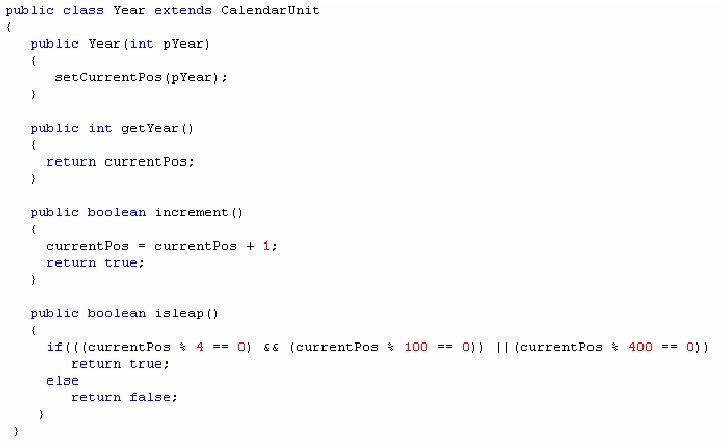 public class Year extends CalendarUnit
{
public Year(int pYear)
{
setCurrentPos(pYear);
}
public int getYear()
{
return currentPos;
}
public boolean increment()
{
currentPos = currentPos + 1;
return true;
}
public boolean isleap()
{
if(((currentPos % 4 == 0) && (currentPos % 100 == 0)) ||(currentPos % 400 == 0))
return true;
else
return false;
}
}